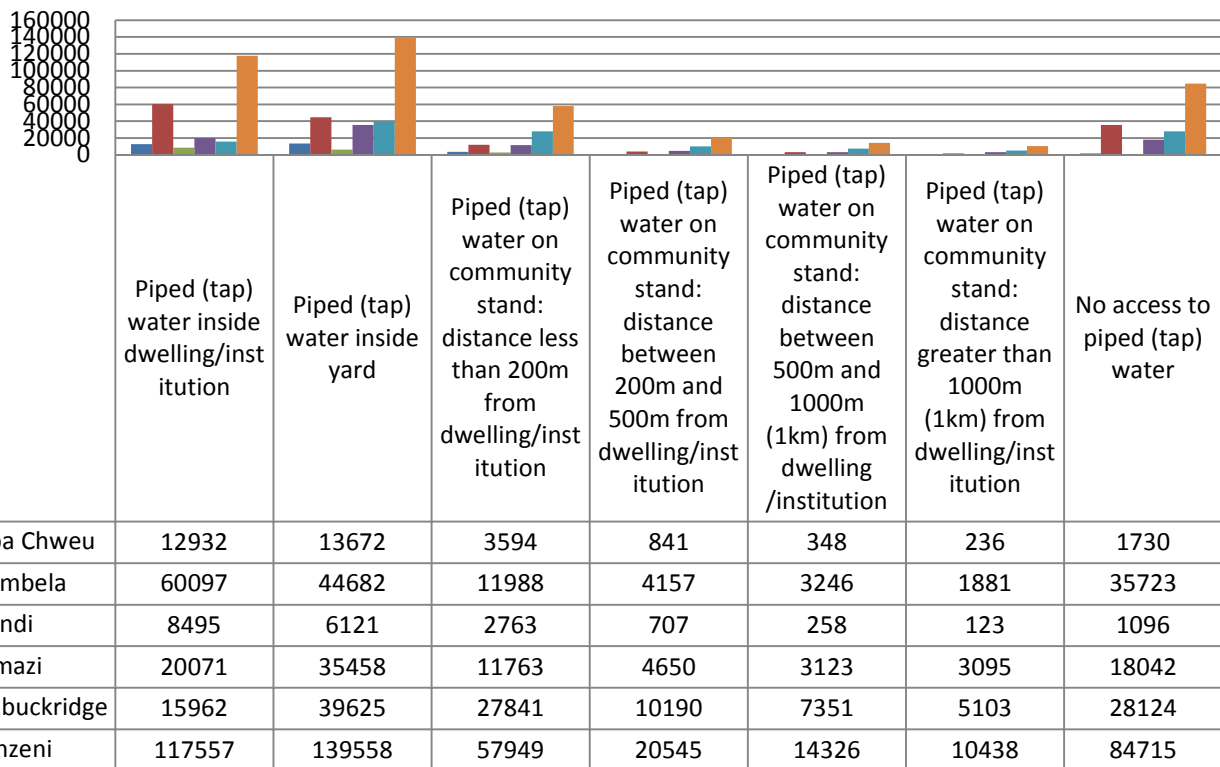 160000
140000
120000
100000
80000
60000
40000
20000
0
Piped (tap)
water inside
dwelling/inst
itution
Piped (tap)
water inside
yard
Piped (tap)
water on
community
stand:
distance less
than 200m
from
dwelling/inst
itution
Piped (tap)
water on
community
stand:
distance
between
200m and
500m from
dwelling/inst
itution
Piped (tap)
water on
community
stand:
distance
between
500m and
1000m
(1km) from
dwelling
/institution
Piped (tap)
water on
community
stand:
distance
greater than
1000m
(1km) from
dwelling/inst
itution
No access to
piped (tap)
water
a Chweu 12932 13672 3594 841 348 236 1730
mbela 60097 44682 11988 4157 3246 1881 35723
ndi 8495 6121 2763 707 258 123 1096
mazi 20071 35458 11763 4650 3123 3095 18042
buckridge 15962 39625 27841 10190 7351 5103 28124
nzeni 117557 139558 57949 20545 14326 10438 84715